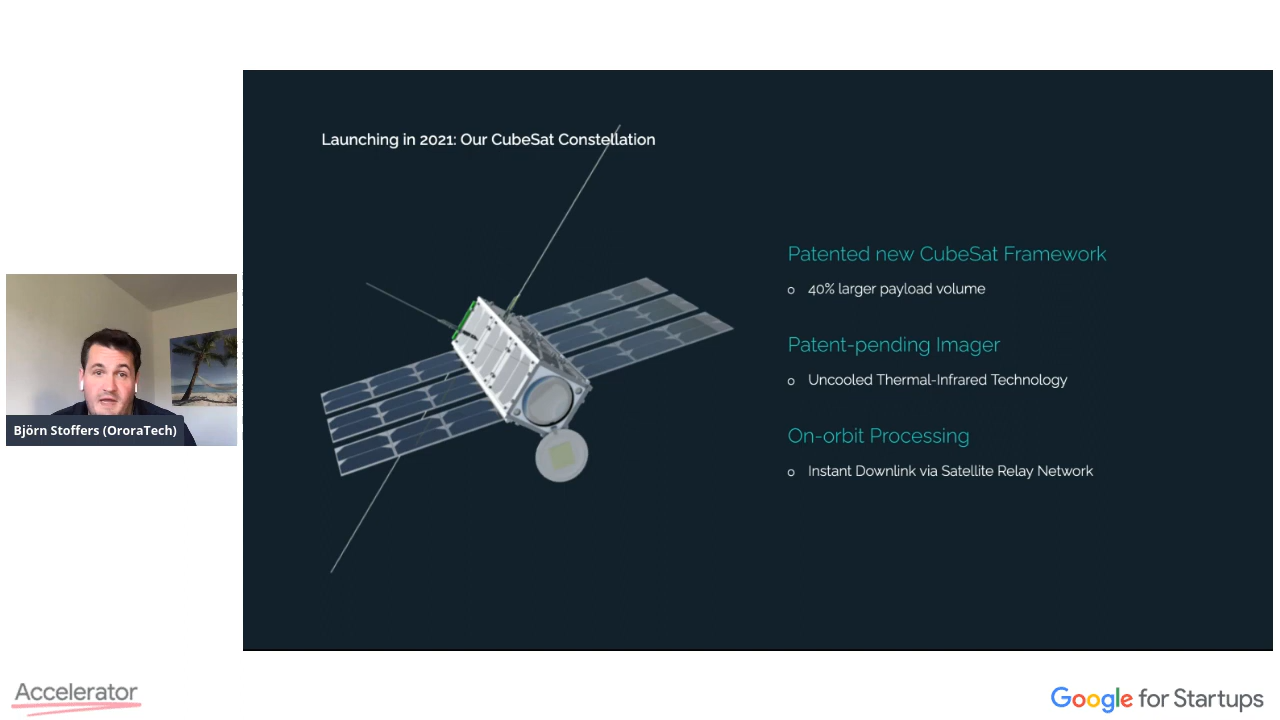 Launching in 2021: Our CubeSat Constellation
Patented new CubeSat Framework
40% larger payload volume
Patent-pending Imager
Uncooled Thermal-Infrared Technology
On-orbit Processing
Instant Downlink via Satellite Relay Network
Björn Stoffers (OroraTech)
Accelerator
Google for Startups